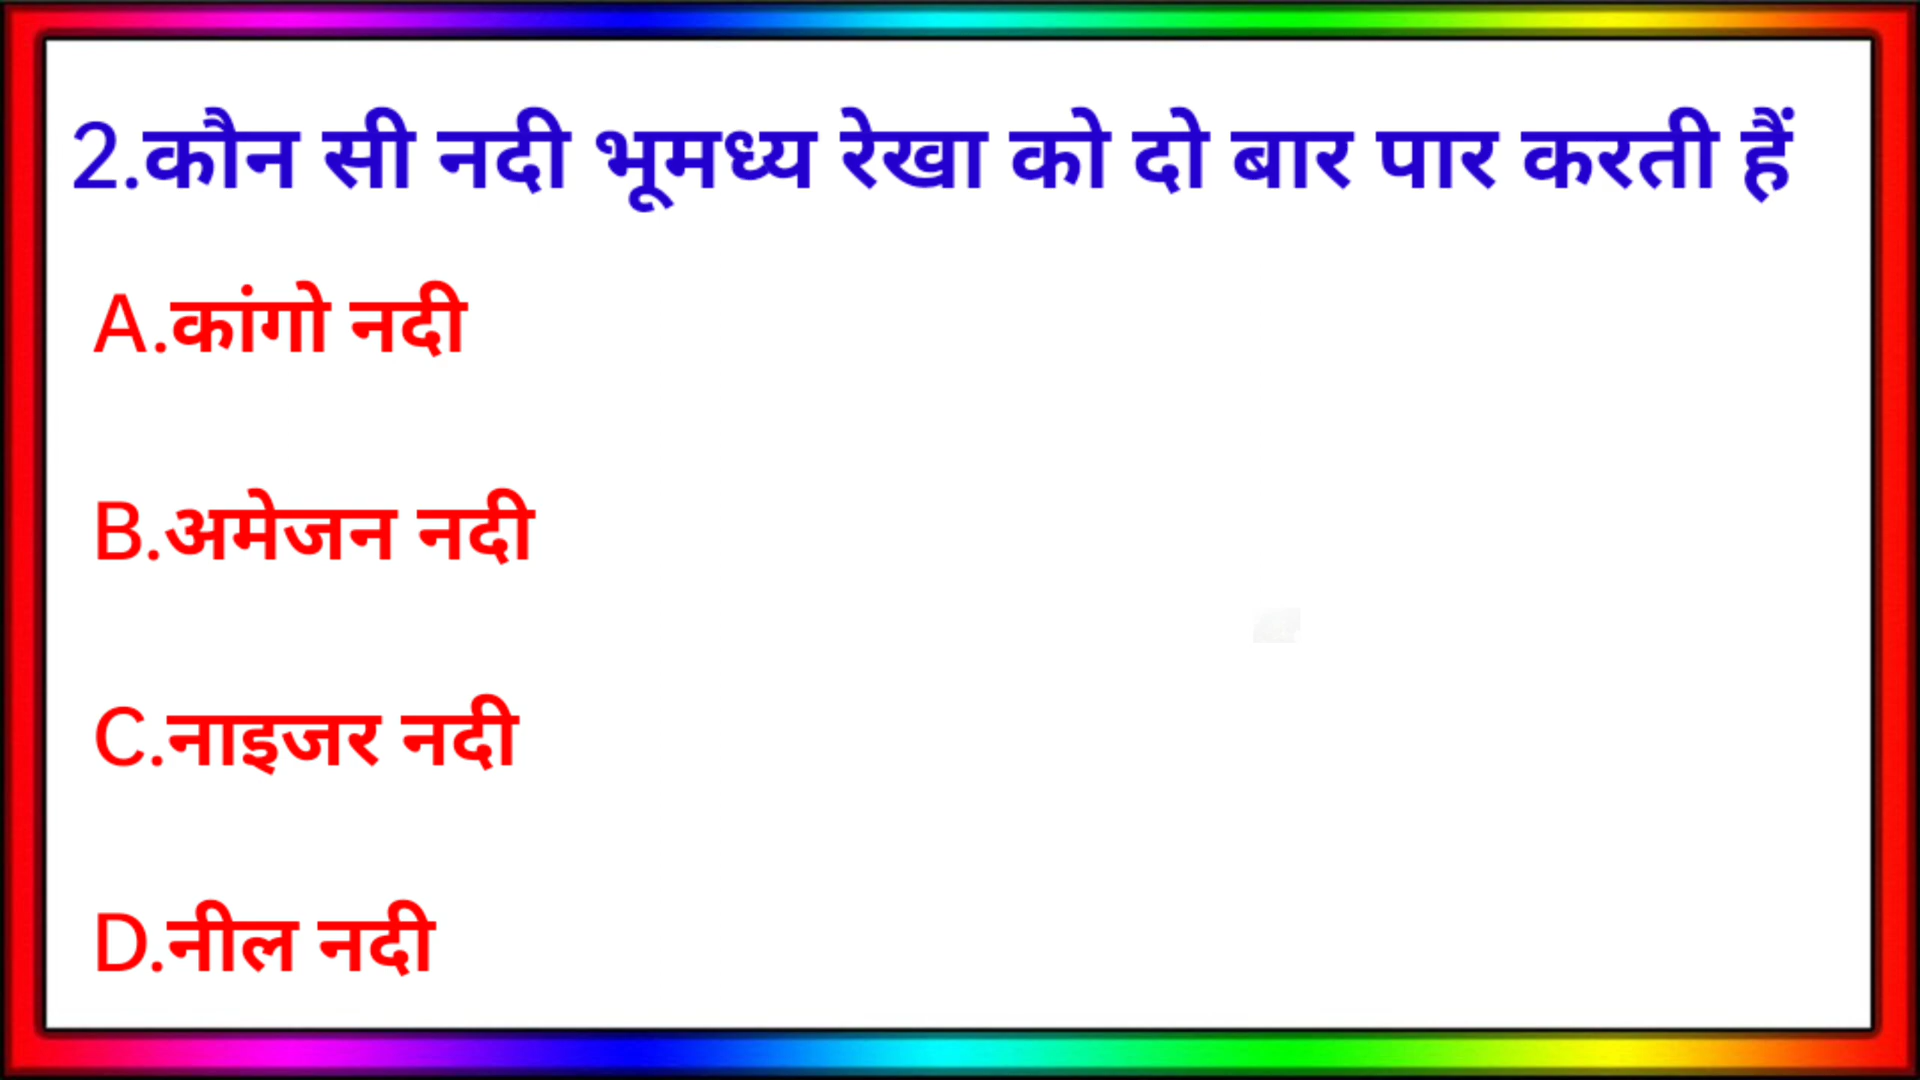 2.कौन सी नदी भूमध्य रेखा को दो बार पार करती हैं
A.कांगो नदी
B.अमेजन नदी
C.नाइजर नदी
D.नील नदी